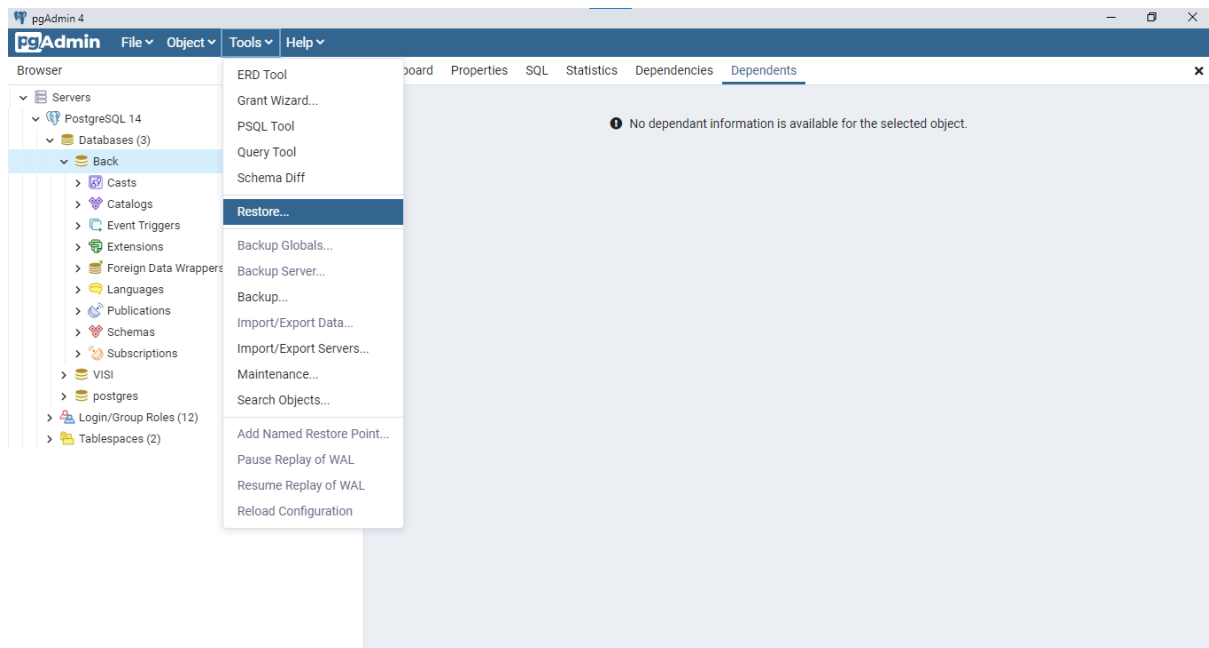 pgAdmin 4
pgAdmin File Object Tools Help
Browser
board Properties SQL Statistics Dependencies Dependents
Servers
PostgreSQL 14
Databases (3)
Back
Casts
Catalogs
Event Triggers
Extensions
Foreign Data Wrappers
Languages
Publications
Schemas
Subscriptions
VISI
postgres
Login/Group Roles (12)
Tablespaces (2)
ERD Tool
Grant Wizard...
PSQL Tool
Query Tool
Schema Diff
Restore...
Backup Globals...
Backup Server...
Backup...
Import/Export Data...
Import/Export Servers...
Maintenance...
Search Objects...
Add Named Restore Point...
Pause Replay of WAL
Resume Replay of WAL
Reload Configuration
No dependant information is available for the selected object.